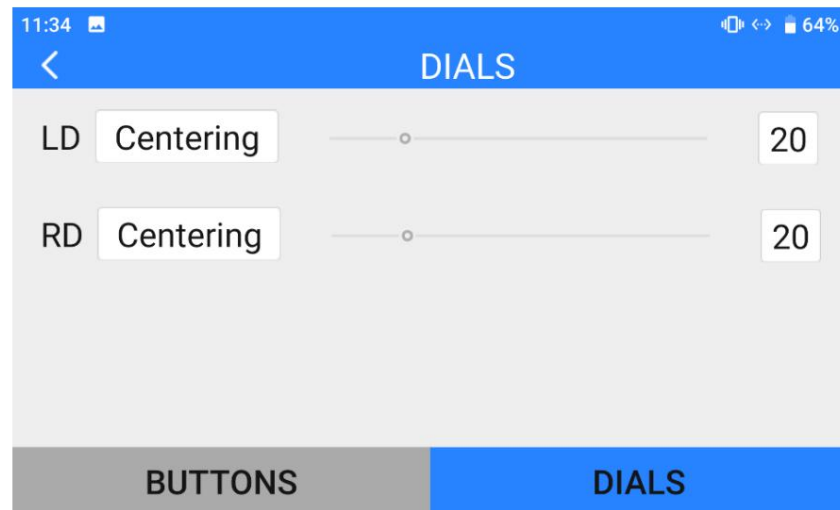 11:34 64%
DIALS
LD Centering 20
RD Centering 20
BUTTONS DIALS